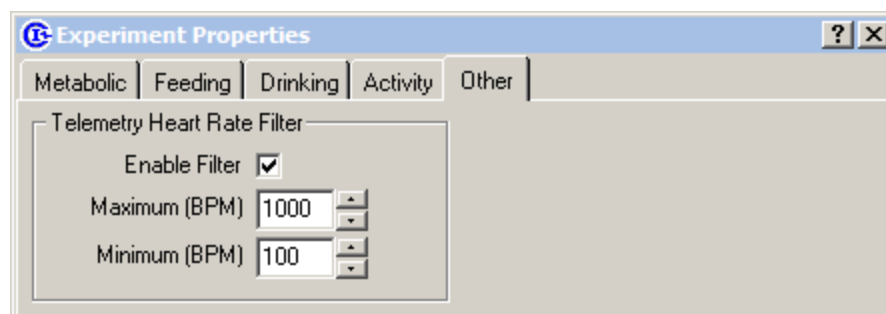 Experiment Properties
Metabolic Feeding Drinking Activity Other
Telemetry Heart Rate Filter
Enable Filter
Maximum (BPM) 1000
Minimum (BPM) 100